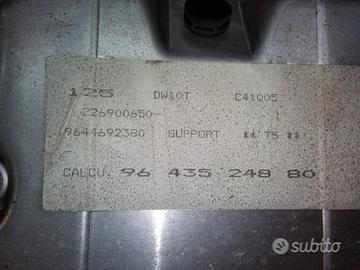 125 DW10T C41005
226900650-
9644692380 SUPPORT ** T5 **
CALCU. 96 435 248 80
subito